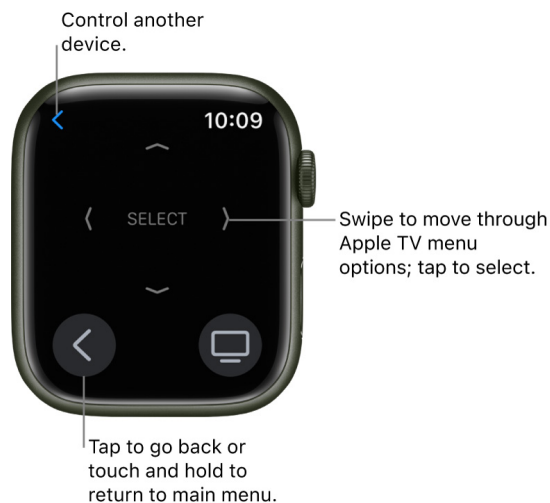 Control another
device.
10:09
SELECT
Swipe to move through
Apple TV menu
options; tap to select.
Tap to go back or
touch and hold to
return to main menu.